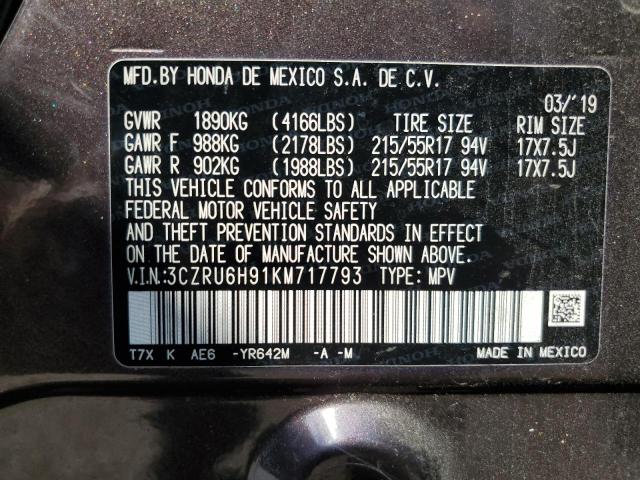 MFD.BY HONDA DE MEXICO S.A. DE C.V.
03/'19
GVWR 1890KG (4166LBS) TIRE SIZE RIM SIZE
GAWR F 988KG (2178LBS) 215/55R17 94V 17X7.5J
GAWR R 902KG (1988LBS) 215/55R17 94V 17X7.5J
THIS VEHICLE CONFORMS TO ALL APPLICABLE
FEDERAL MOTOR VEHICLE SAFETY
AND THEFT PREVENTION STANDARDS IN EFFECT
ON THE DATE OF MANUFACTURE SHOWN ABOVE.
V.I.N.:3CZRU6H91KM717793 TYPE: MPV
T7X K AE6 -YR642M -A -M MADE IN MEXICO